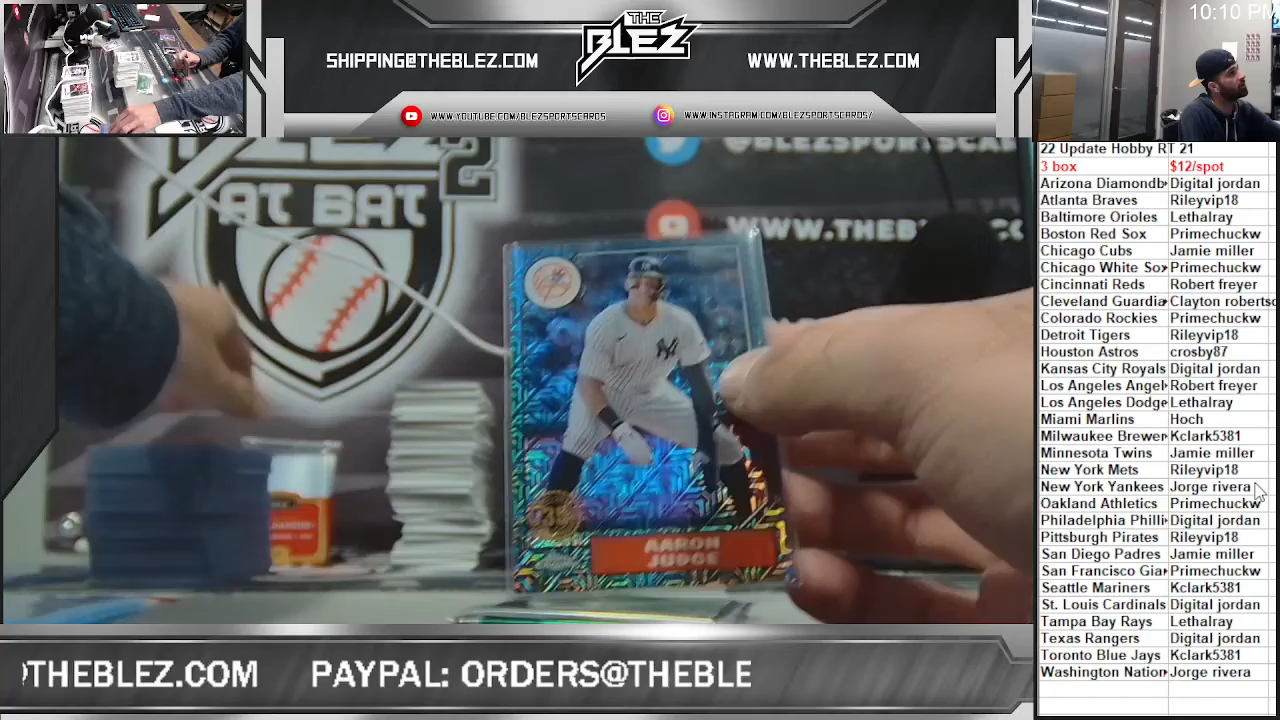 10:10 PM
THE
BLEZ
SHIPPING@THEBLEZ.COM
WWW.THEBLEZ.COM
WWW.YOUTUBE.COM/BLEZSPORTSCARDS
WWW.INSTAGRAM.COM/BLEZSPORTSCARDS/
22 Update Hobby RT 21
3 box $12/spot
Arizona Diamondb Digital jordan
Atlanta Braves Rileyvip18
Baltimore Orioles Lethalray
Boston Red Sox Primechuckw
Chicago Cubs Jamie miller
Chicago White Sox Primechuckw
Cincinnati Reds Robert freyer
Cleveland Guardia Clayton robertso
Colorado Rockies Primechuckw
Detroit Tigers Rileyvip18
Houston Astros crosby87
Kansas City Royals Digital jordan
Los Angeles Angel Robert freyer
Los Angeles Dodge Lethalray
Miami Marlins Hoch
Milwaukee Brewer Kclark5381
Minnesota Twins Jamie miller
New York Mets Rileyvip18
New York Yankees Jorge rivera
Oakland Athletics Primechuckw
Philadelphia Philli Digital jordan
Pittsburgh Pirates Rileyvip18
San Diego Padres Jamie miller
San Francisco Gia Primechuckw
Seattle Mariners Kclark5381
St. Louis Cardinals Digital jordan
Tampa Bay Rays Lethalray
Texas Rangers Digital jordan
Toronto Blue Jays Kclark5381
Washington Nation Jorge rivera
2
AT BAT
@BLEZSPORTSCAR
WWW.THEB
AARON
JUDGE
THEBLEZ.COM PAYPAL: ORDERS@THEBLE